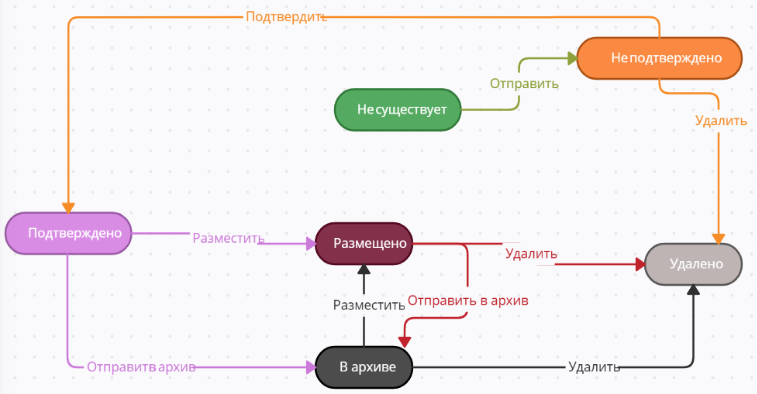 Подтвердить
Не подтверждено
Отправить
Не существует
Удалить
Подтверждено
Разместить
Размещено
Удалить
Удалено
Разместить
Отправить в архив
Отправить в архив
В архиве
Удалить